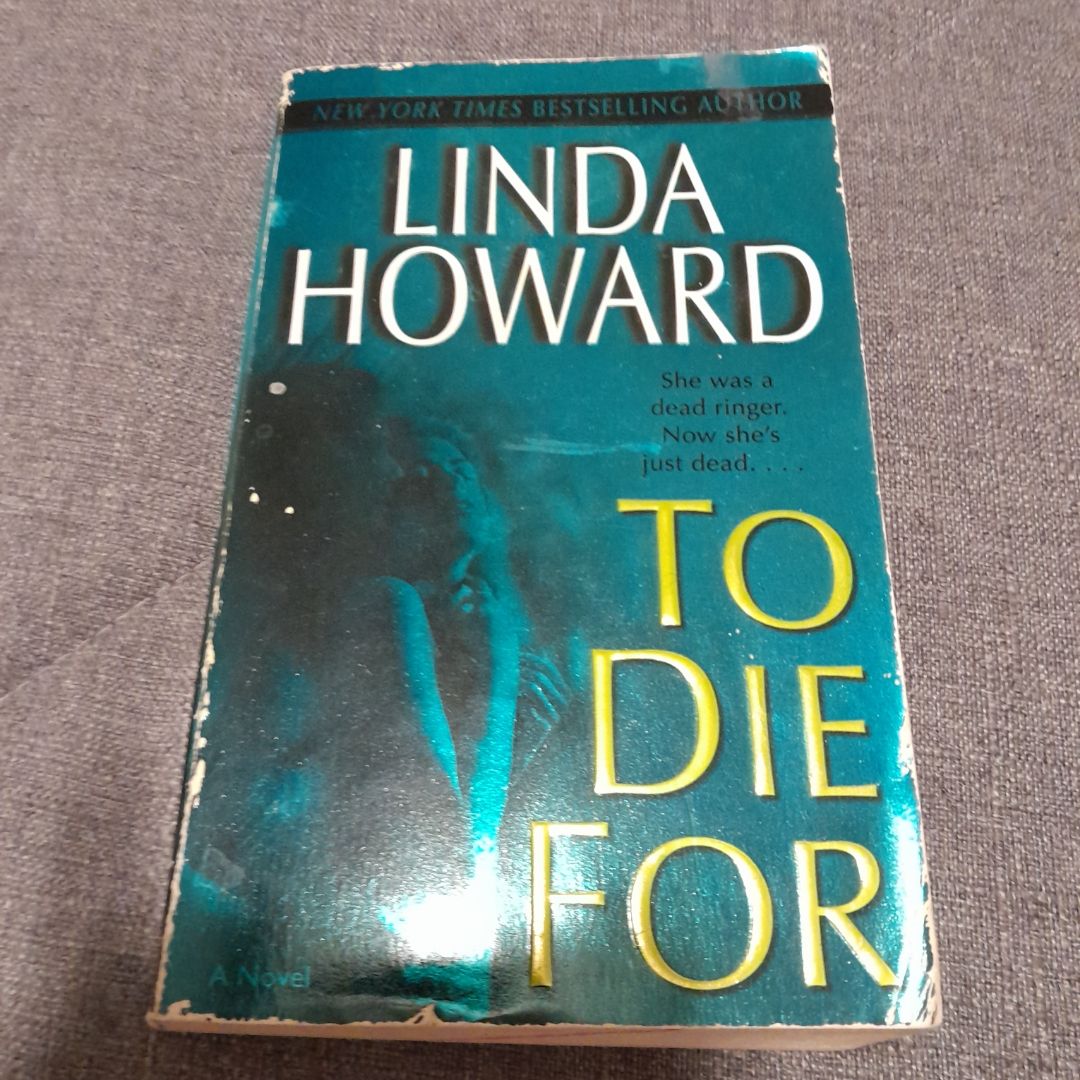 NEW YORK TIMES BESTSELLING AUTHOR
LINDA
HOWARD
She was a
dead ringer.
Now she's
just dead. . . .
TO
DIE
FOR
A Novel